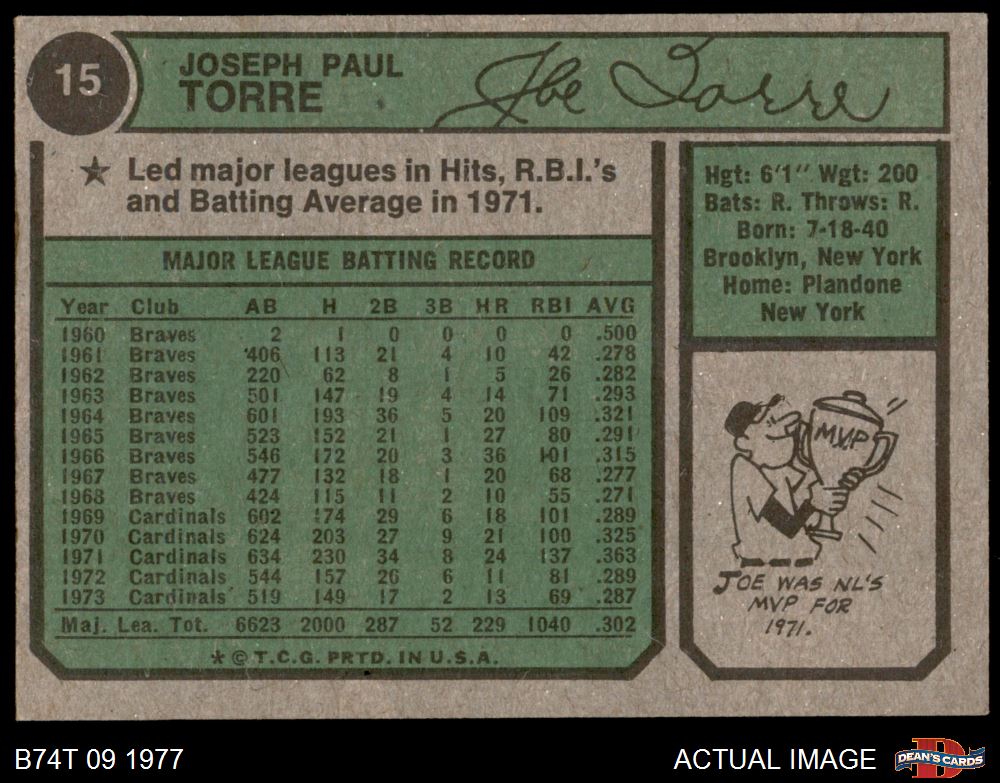 15
JOSEPH PAUL
TORRE
Joe Torre
★ Led major leagues in Hits, R.B.I.'s
and Batting Average in 1971.
MAJOR LEAGUE BATTING RECORD
Year Club AB H 2B 3B HR RBI AVG
1960 Braves 2 1 0 0 0 0 .500
1961 Braves 406 113 21 4 10 42 .278
1962 Braves 220 62 8 1 5 26 .282
1963 Braves 501 147 19 4 14 71 .293
1964 Braves 601 193 36 5 20 109 .321
1965 Braves 523 152 21 1 27 80 .291
1966 Braves 546 172 20 3 36 101 .315
1967 Braves 477 132 18 1 20 68 .277
1968 Braves 424 115 11 2 10 55 .271
1969 Cardinals 602 174 29 6 18 101 .289
1970 Cardinals 624 203 27 9 21 100 .325
1971 Cardinals 634 230 34 8 24 137 .363
1972 Cardinals 544 157 26 6 11 81 .289
1973 Cardinals 519 149 17 2 13 69 .287
Maj. Lea. Tot. 6623 2000 287 52 229 1040 .302
* © T.C.G. PRTD. IN U.S.A.
Hgt: 6'1" Wgt: 200
Bats: R. Throws: R.
Born: 7-18-40
Brooklyn, New York
Home: Plandone
New York
MVP
JOE WAS NL'S
MVP FOR
1971.
B74T 09 1977
ACTUAL IMAGE
D
DEAN'S CARDS